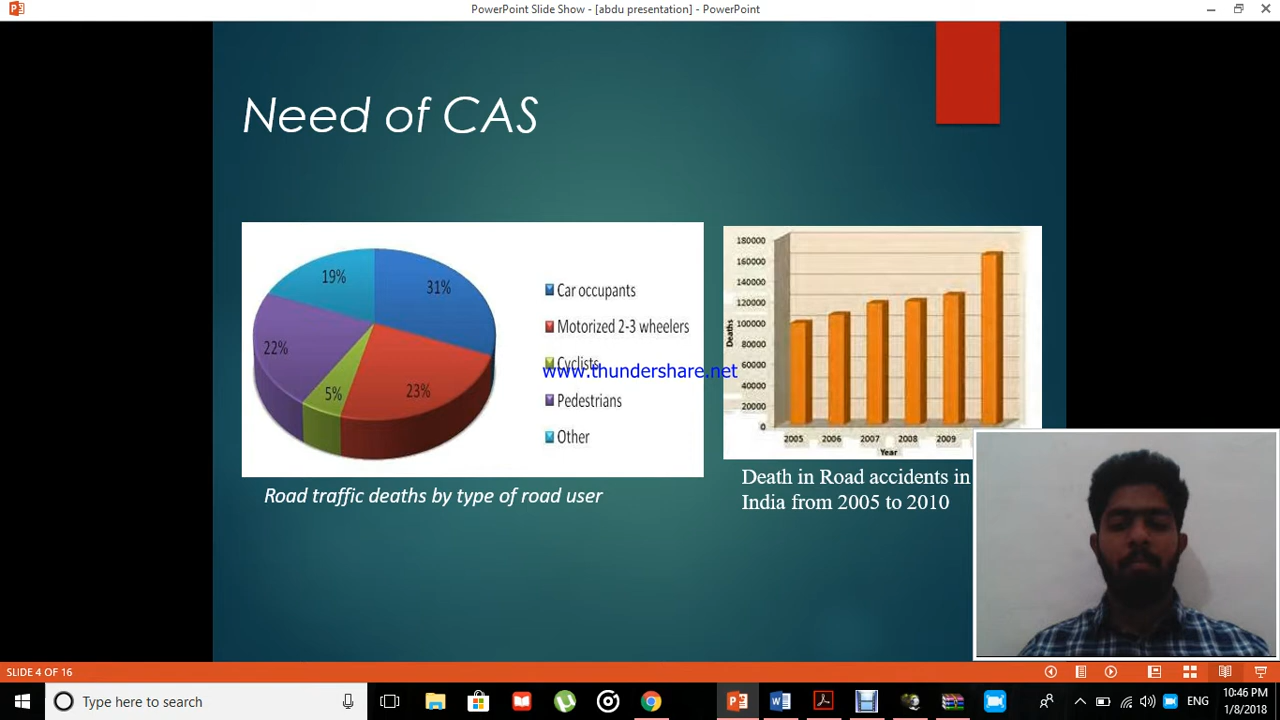 PowerPoint Slide Show - [abdu presentation] - PowerPoint
Need of CAS
19%
31%
22%
5%
23%
Car occupants
Motorized 2-3 wheelers
Cyclists
Pedestrians
Other
www.thundershare.net
Road traffic deaths by type of road user
180000
160000
140000
120000
100000
80000
60000
40000
20000
0
Deaths
2005 2006 2007 2008 2009
Year
Death in Road accidents in
India from 2005 to 2010
SLIDE 4 OF 16
Type here to search
ENG
10:46 PM
1/8/2018